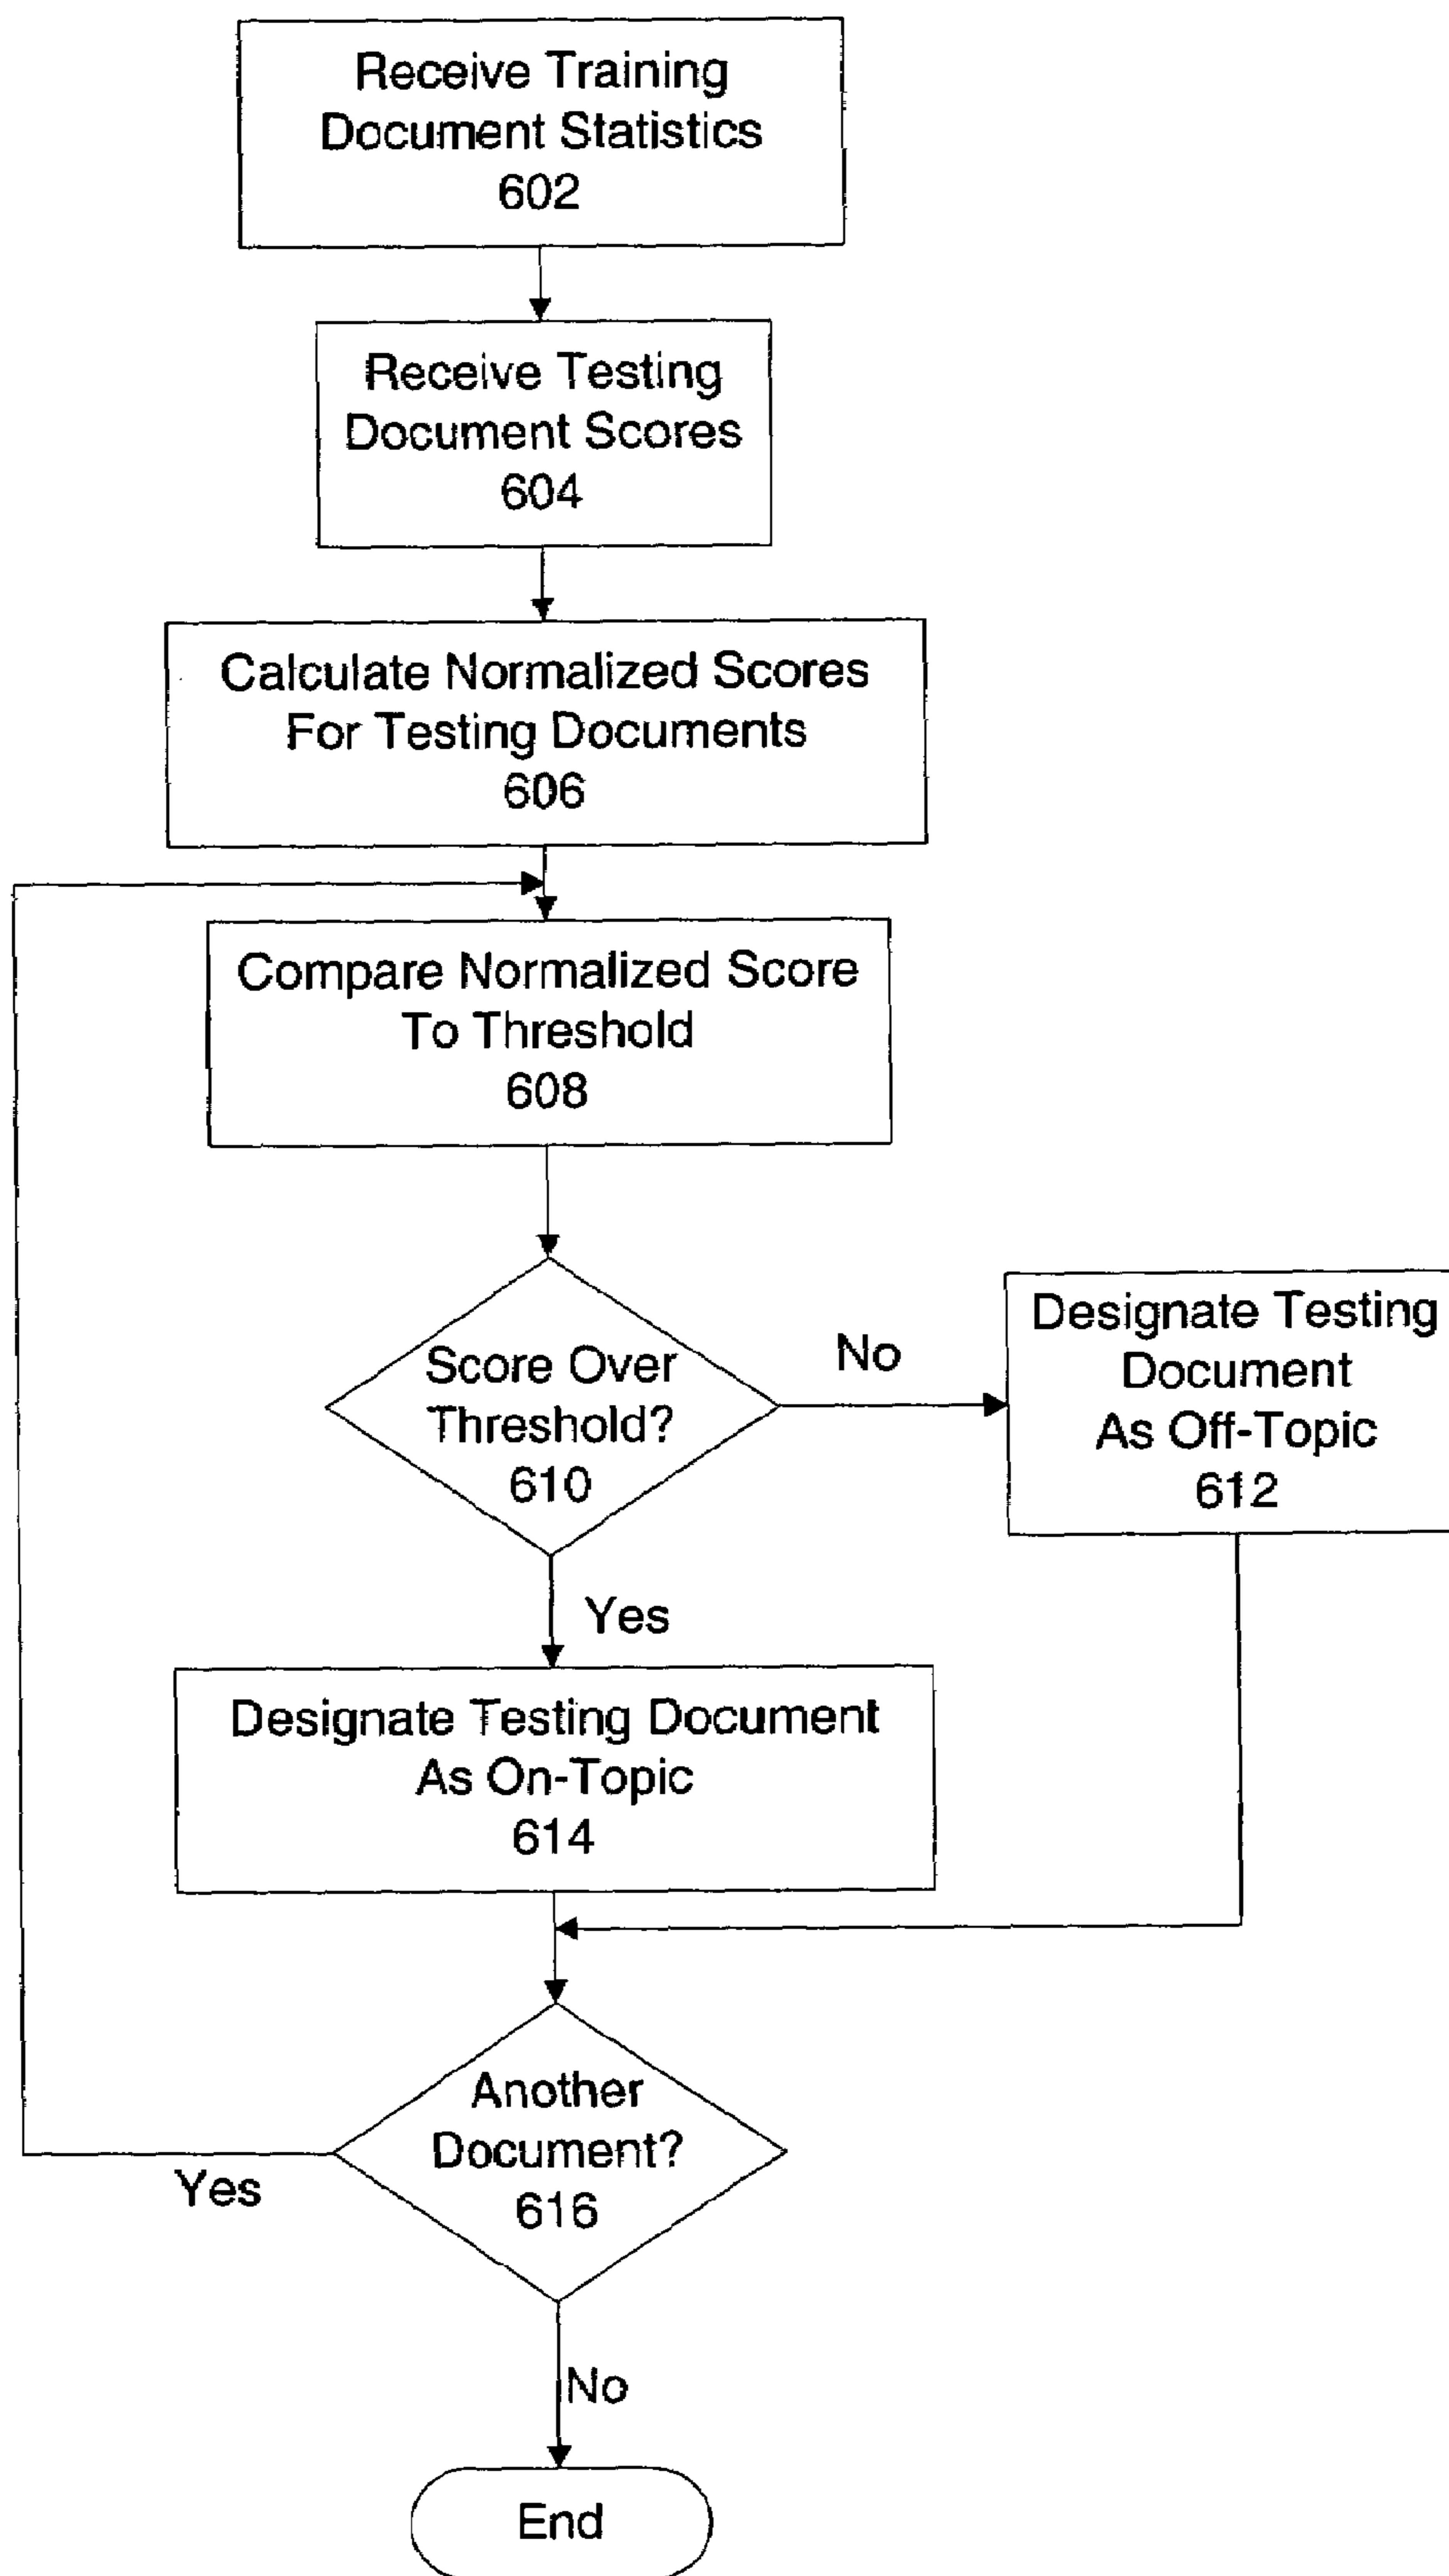 Receive Training
Document Statistics
602
Receive Testing
Document Scores
604
Calculate Normalized Scores
For Testing Documents
606
Compare Normalized Score
To Threshold
608
Score Over
Threshold?
610
No
Designate Testing
Document
As Off-Topic
612
Yes
Designate Testing Document
As On-Topic
614
Another
Document?
616
Yes
No
End